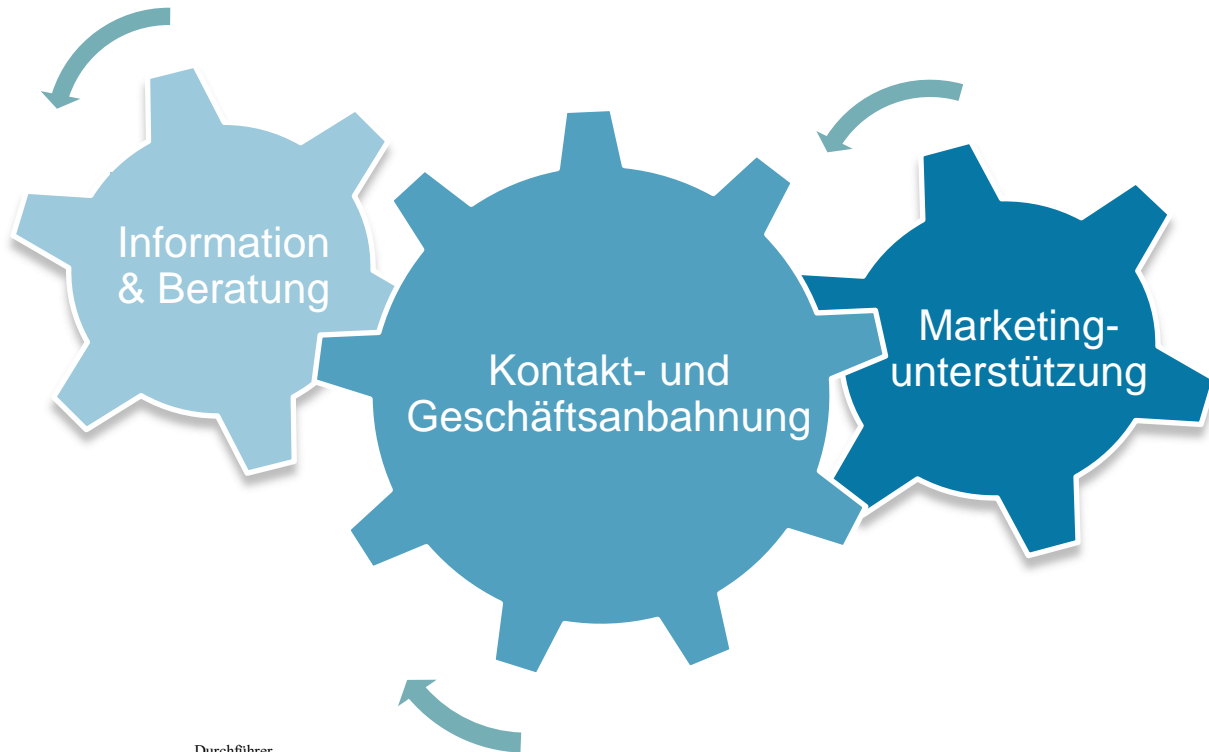 Information
& Beratung
Kontakt- und
Geschäftsanbahnung
Marketing-
unterstützung
Durchführer